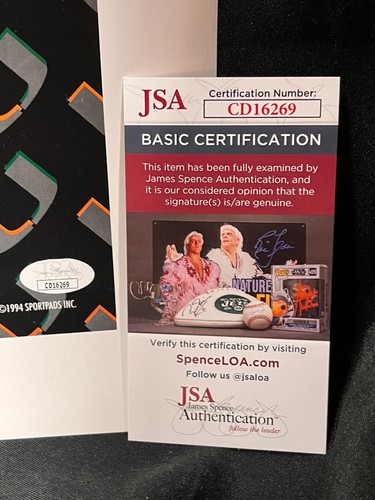 JSA
Certification Number:
CD16269
BASIC CERTIFICATION
This item has been fully examined by
James Spence Authentication, and
it is our considered opinion that the
signature(s) is/are genuine.
NATURE
JETS
Verify this certification by visiting
SpenceLOA.com
Follow us @jsaloa
JSA
James Spence
Authentication
follow the leader
CD16269
©1994 SPORTPADS INC.